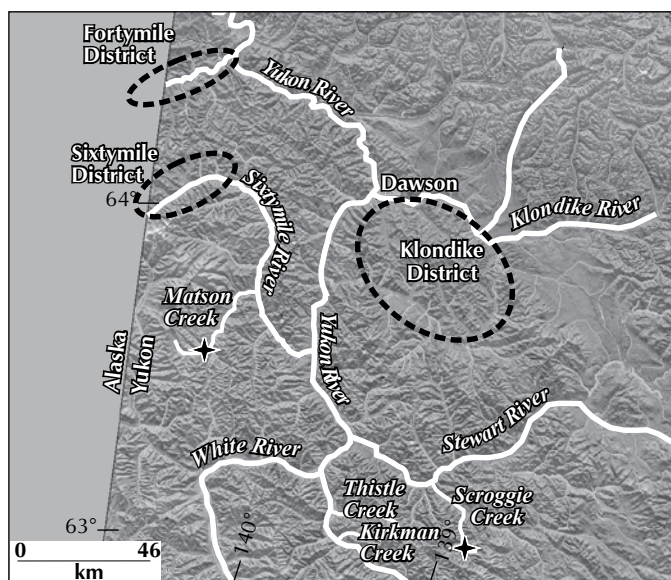 Fortymile
District
Yukon River
Sixtymile
District
64°
Sixtymile River
Dawson
Klondike River
Klondike
District
Matson
Creek
Alaska
Yukon
Yukon River
Stewart River
White River
Thistle
Creek
Scroggie
Creek
Kirkman
Creek
63°
140°
139°
0 46
km